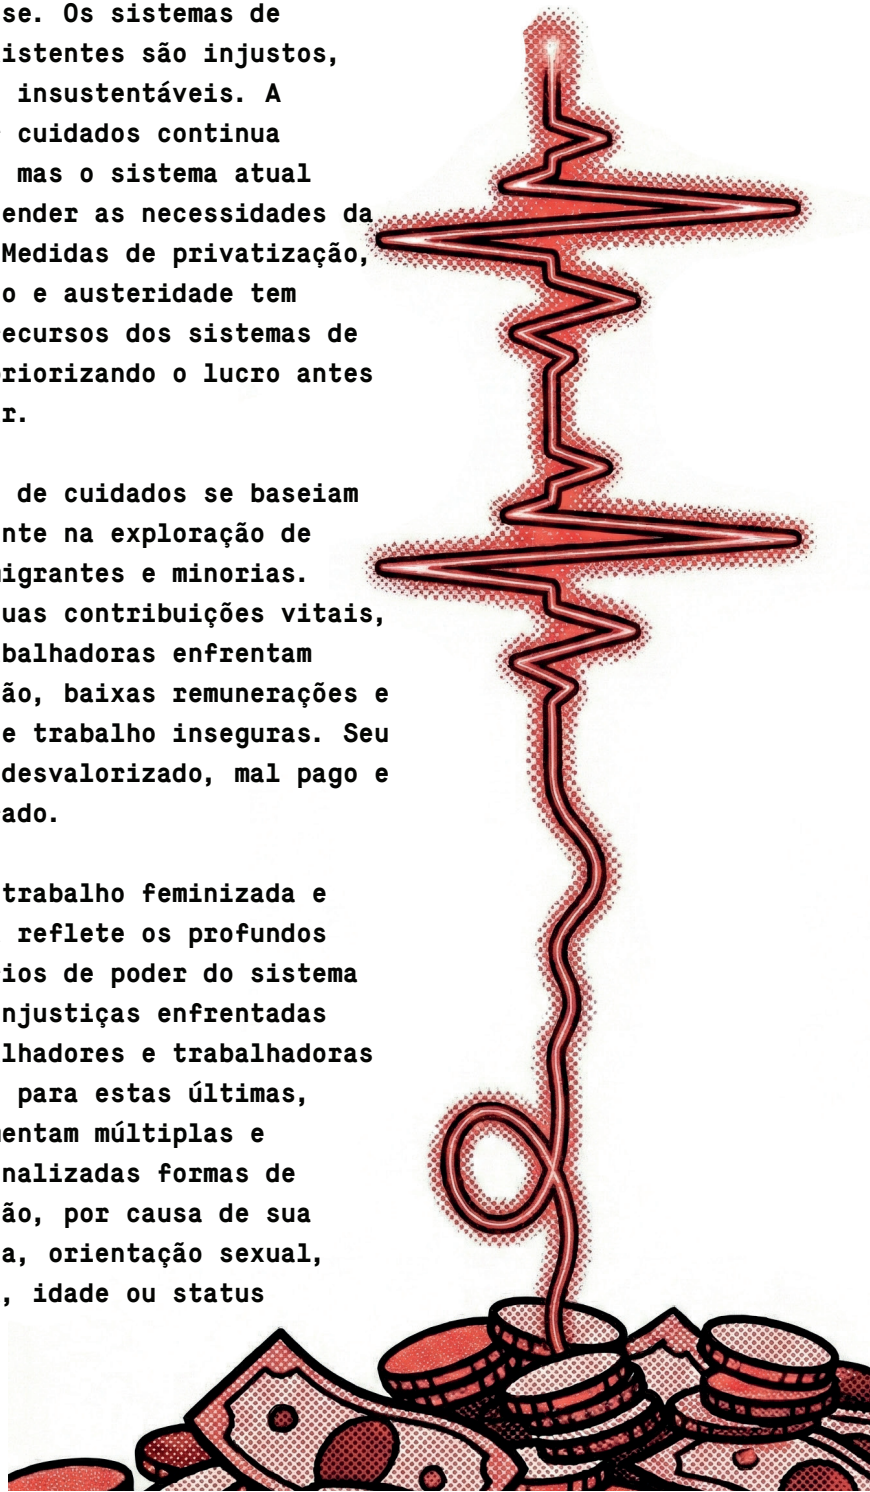 se. Os sistemas de
istentes são injustos,
insustentáveis. A
cuidados continua
mas o sistema atual
ender as necessidades da
Medidas de privatização,
o e austeridade tem
ecursos dos sistemas de
riorizando o lucro antes
r.
de cuidados se baseiam
nte na exploração de
igrantes e minorias.
uas contribuições vitais,
balhadoras enfrentam
ão, baixas remunerações e
e trabalho inseguras. Seu
desvalorizado, mal pago e
ado.
trabalho feminizada e
reflete os profundos
ios de poder do sistema
njustiças enfrentadas
lhadores e trabalhadoras
para estas últimas,
entam múltiplas e
nalizadas formas de
ão, por causa de sua
a, orientação sexual,
, idade ou status